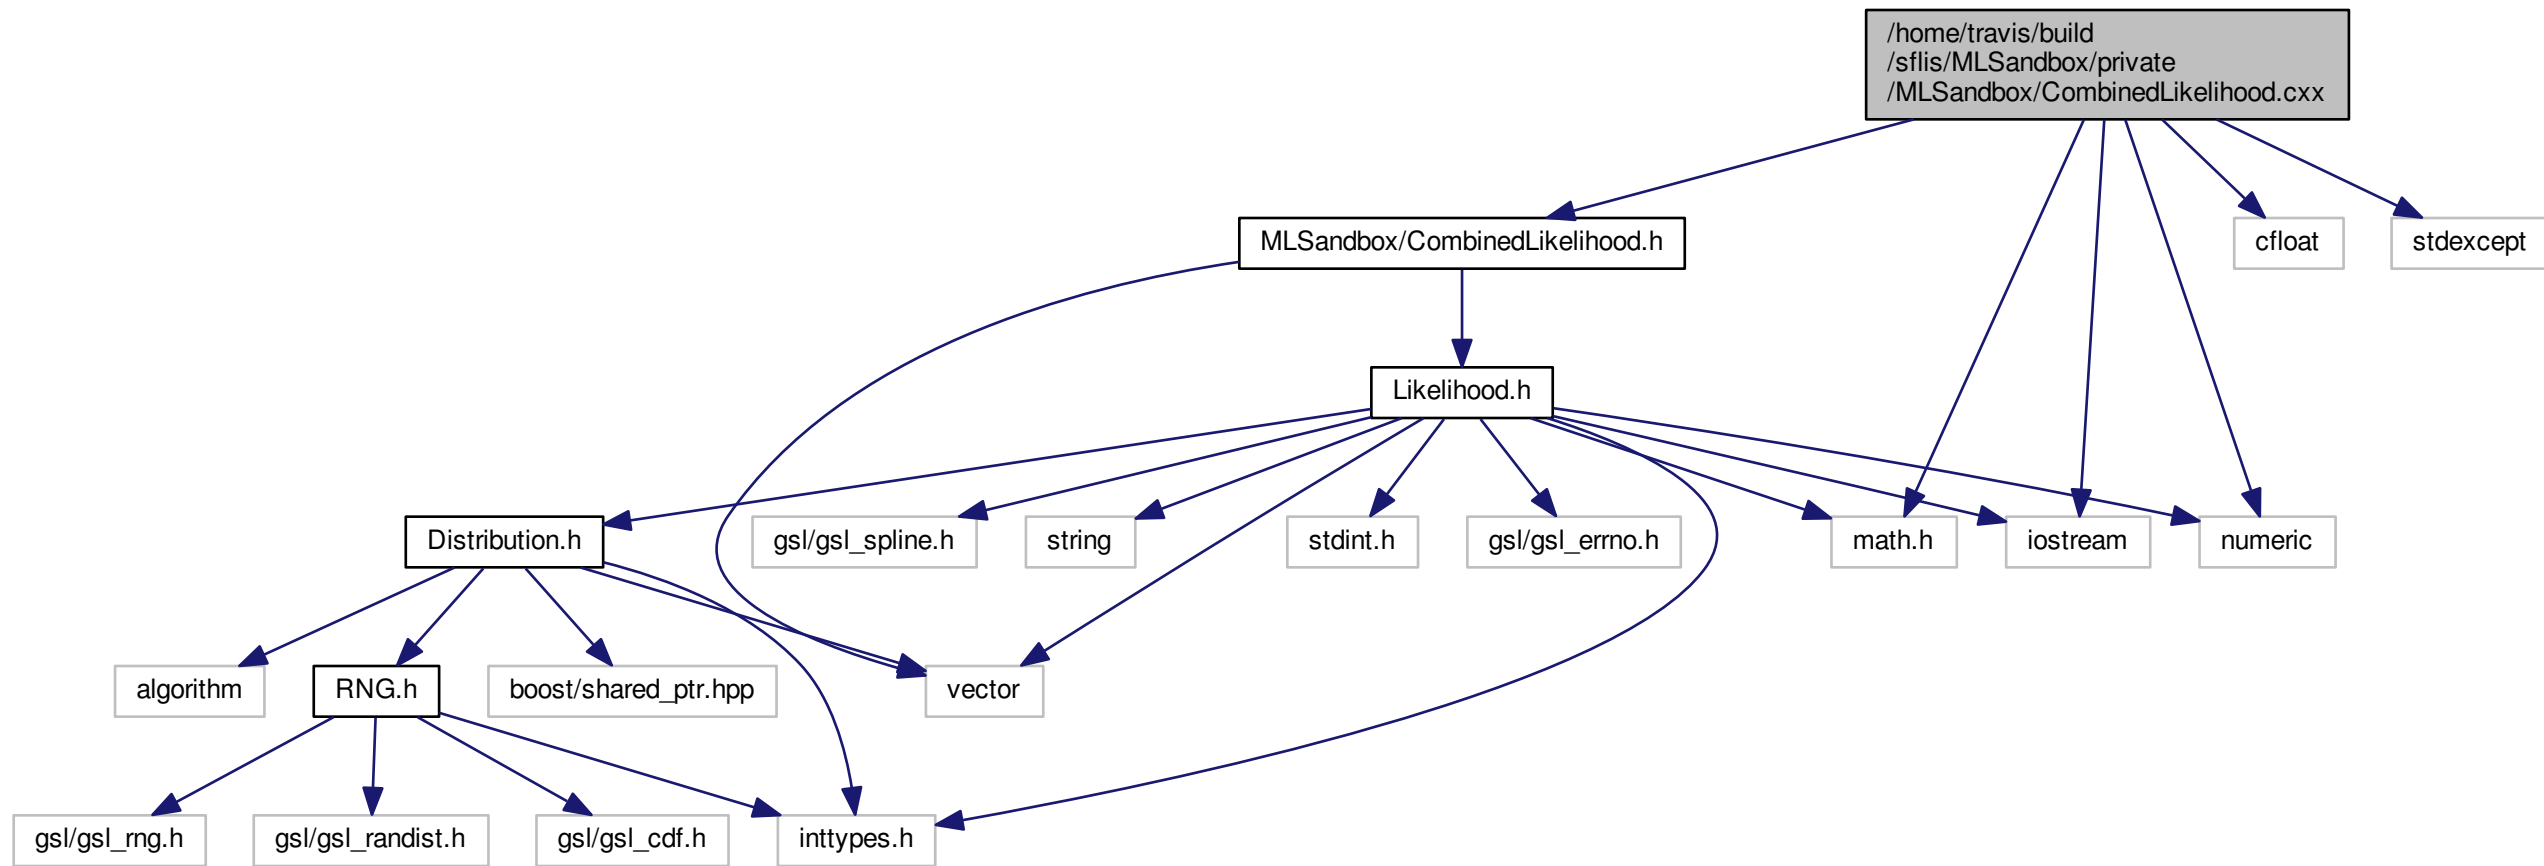 /home/travis/build
/sflis/MLSandbox/private
/MLSandbox/CombinedLikelihood.cxx
MLSandbox/CombinedLikelihood.h
cfloat
stdexcept
Likelihood.h
Distribution.h
gsl/gsl_spline.h
string
stdint.h
gsl/gsl_errno.h
math.h
iostream
numeric
algorithm
RNG.h
boost/shared_ptr.hpp
vector
gsl/gsl_rng.h
gsl/gsl_randist.h
gsl/gsl_cdf.h
inttypes.h